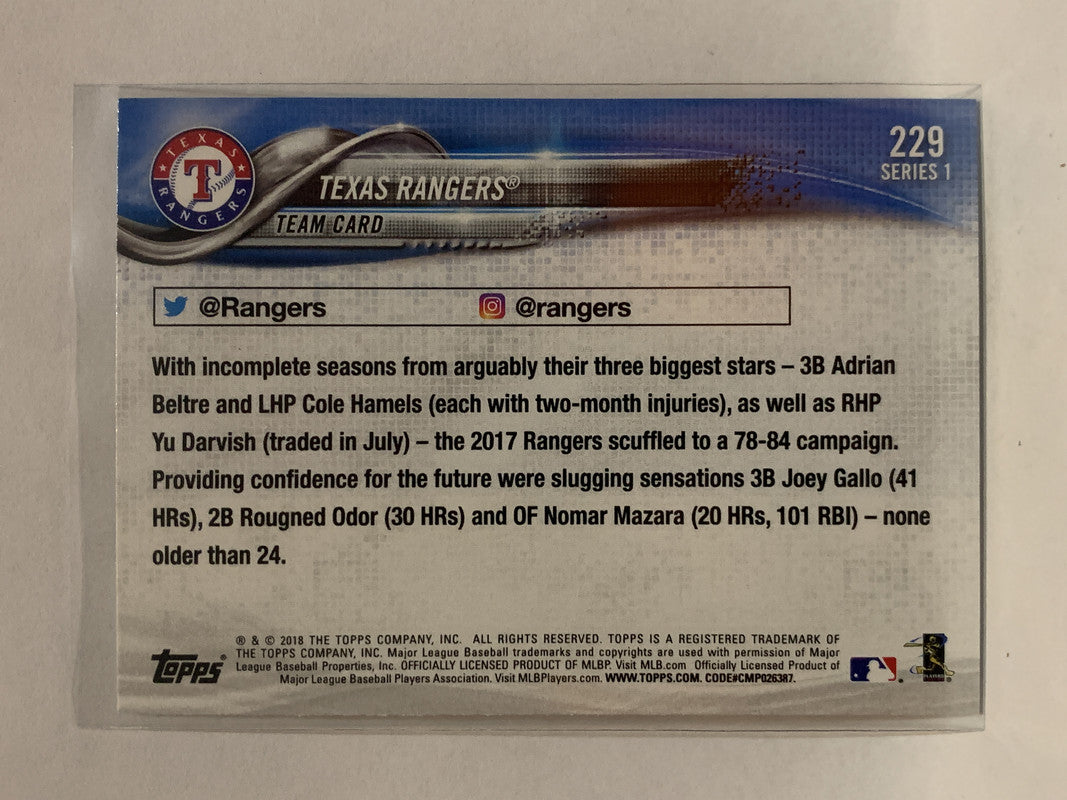 TEXAS
T
RANGERS
TEXAS RANGERS®
TEAM CARD
229
SERIES 1
@Rangers @rangers
With incomplete seasons from arguably their three biggest stars – 3B Adrian
Beltre and LHP Cole Hamels (each with two-month injuries), as well as RHP
Yu Darvish (traded in July) – the 2017 Rangers scuffled to a 78-84 campaign.
Providing confidence for the future were slugging sensations 3B Joey Gallo (41
HRs), 2B Rougned Odor (30 HRs) and OF Nomar Mazara (20 HRs, 101 RBI) – none
older than 24.
® & © 2018 THE TOPPS COMPANY, INC. ALL RIGHTS RESERVED. TOPPS IS A REGISTERED TRADEMARK OF
THE TOPPS COMPANY, INC. Major League Baseball trademarks and copyrights are used with permission of Major
League Baseball Properties, Inc. OFFICIALLY LICENSED PRODUCT OF MLBP. Visit MLB.com Officially Licensed Product of
Major League Baseball Players Association. Visit MLBPlayers.com. WWW.TOPPS.COM. CODE#CMP026387.
Topps®
PLAYERS